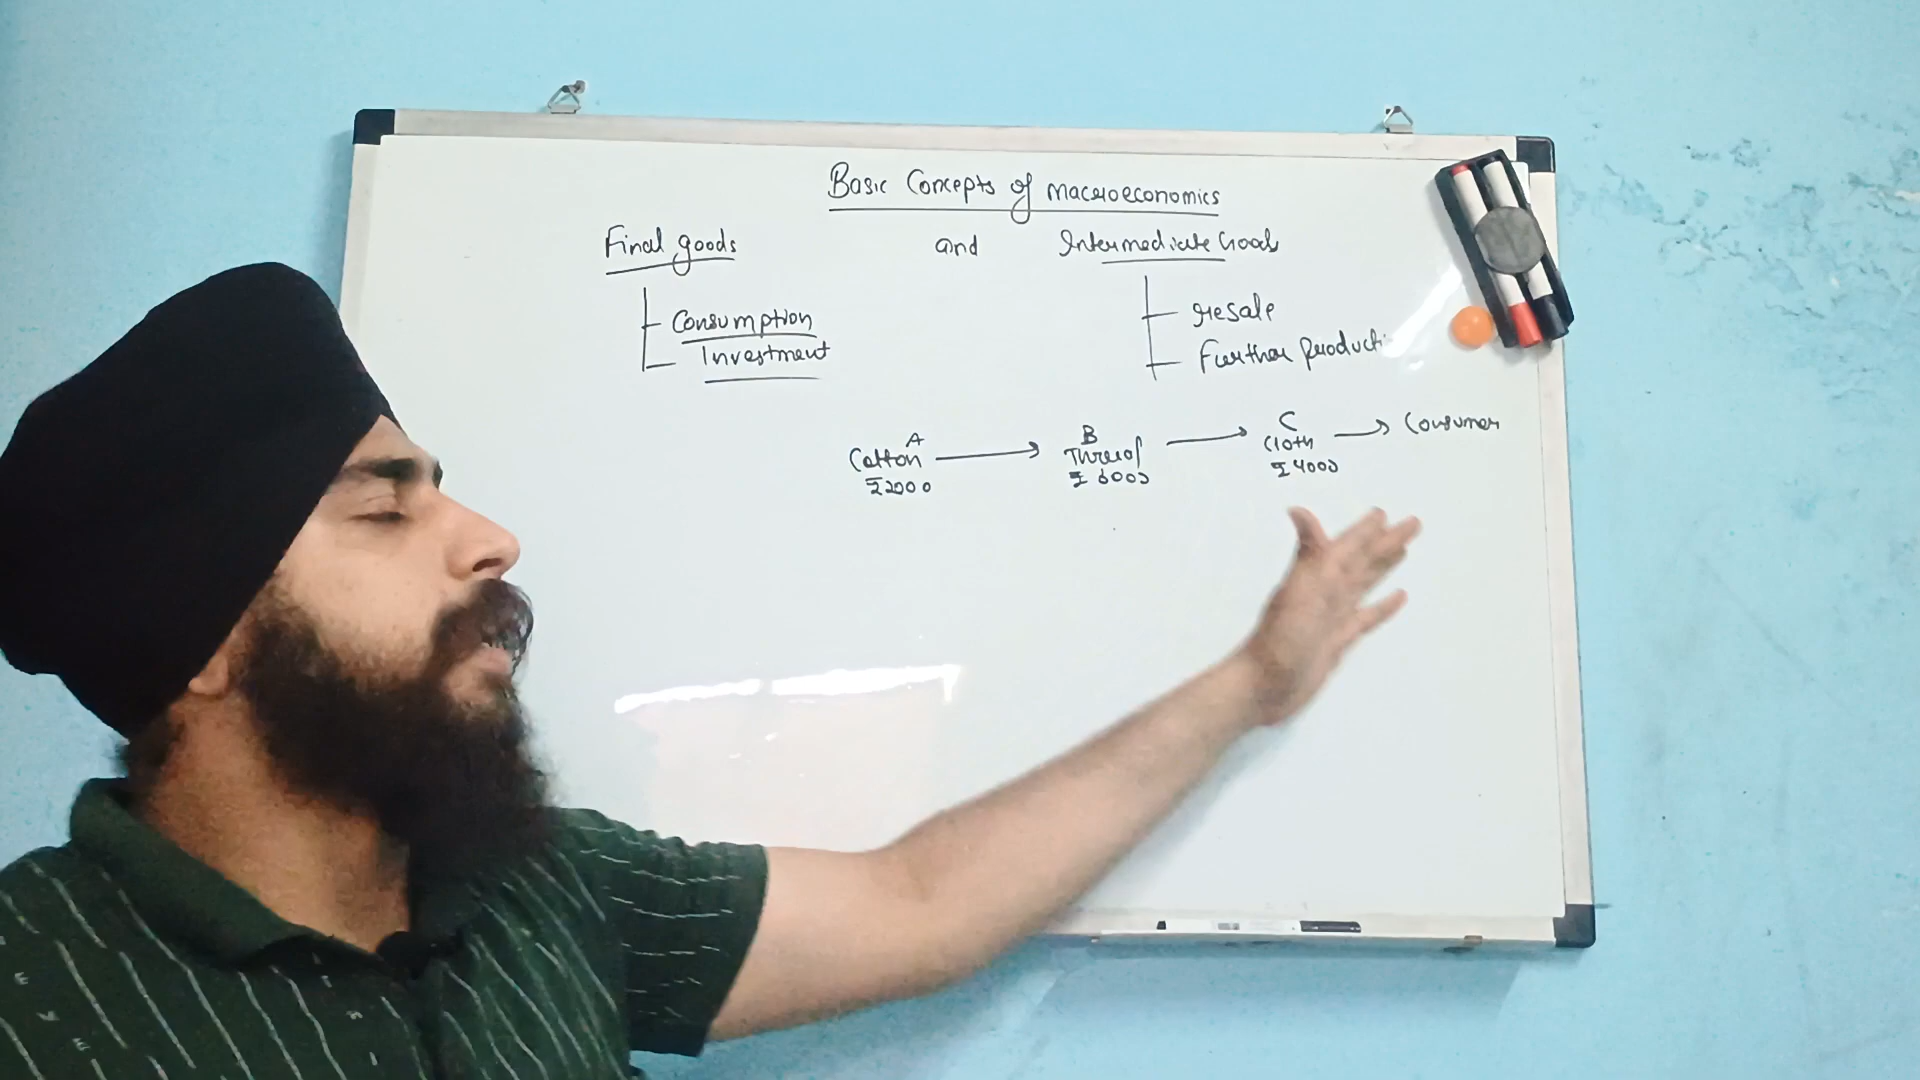 Basic Concepts of macroeconomics
Final goods and Intermediate Goods
Consumption
Investment
resale
Further Producti
A B C
Cotton Thread Cloth Consumer
₹2000 ₹ 4000